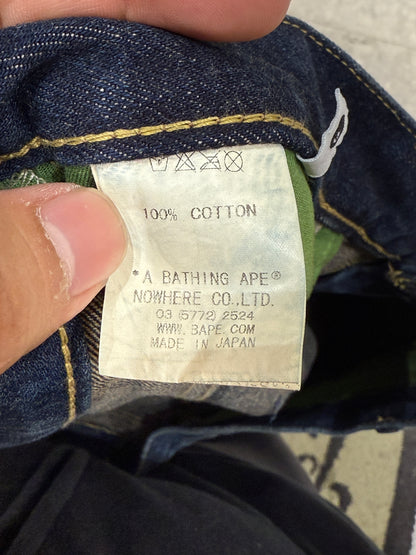 100% COTTON
*A BATHING APE®
NOWHERE CO.,LTD.
03 (5772) 2524
WWW.BAPE.COM
MADE IN JAPAN